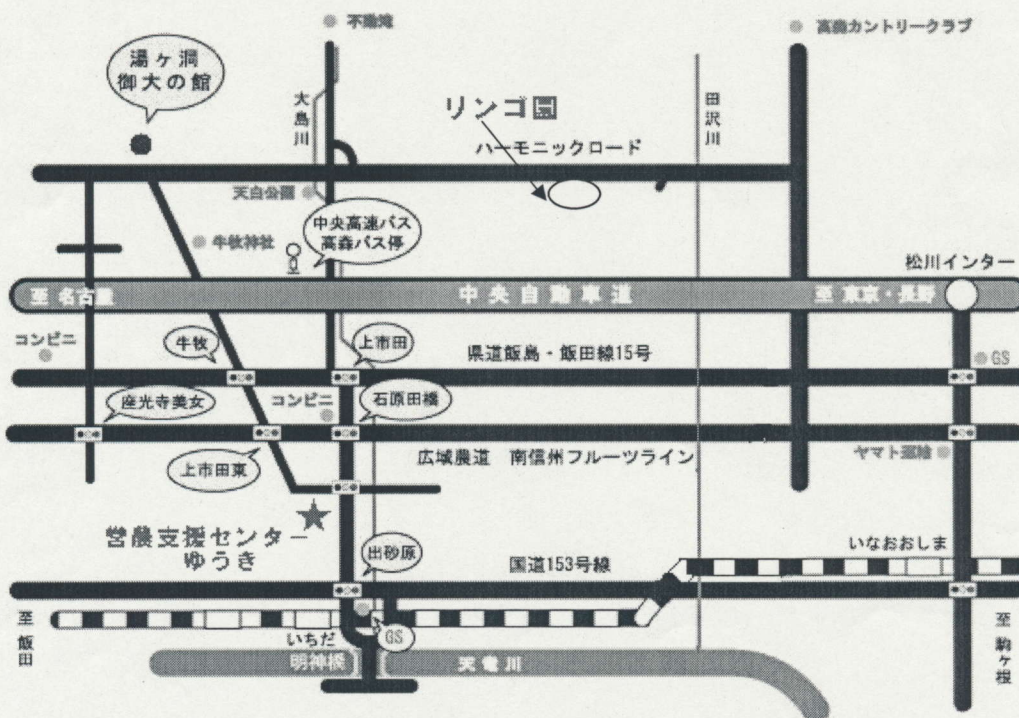 不動滝
高森カントリークラブ
湯ヶ洞
御大の館
大島川
リンゴ園
田沢川
ハーモニックロード
天白公園
中央高速バス
高森バス停
牛牧神社
松川インター
至 名古屋
中央自動車道
至 東京・長野
コンビニ
牛牧
上市田
県道飯島・飯田線15号
GS
座光寺美女
コンビニ
石原田橋
広域農道 南信州フルーツライン
ヤマト運輸
上市田東
営農支援センター
ゆうき
出砂原
国道153号線
いなおおしま
至 飯田
いちだ
GS
至 駒ヶ根
明神橋
天竜川